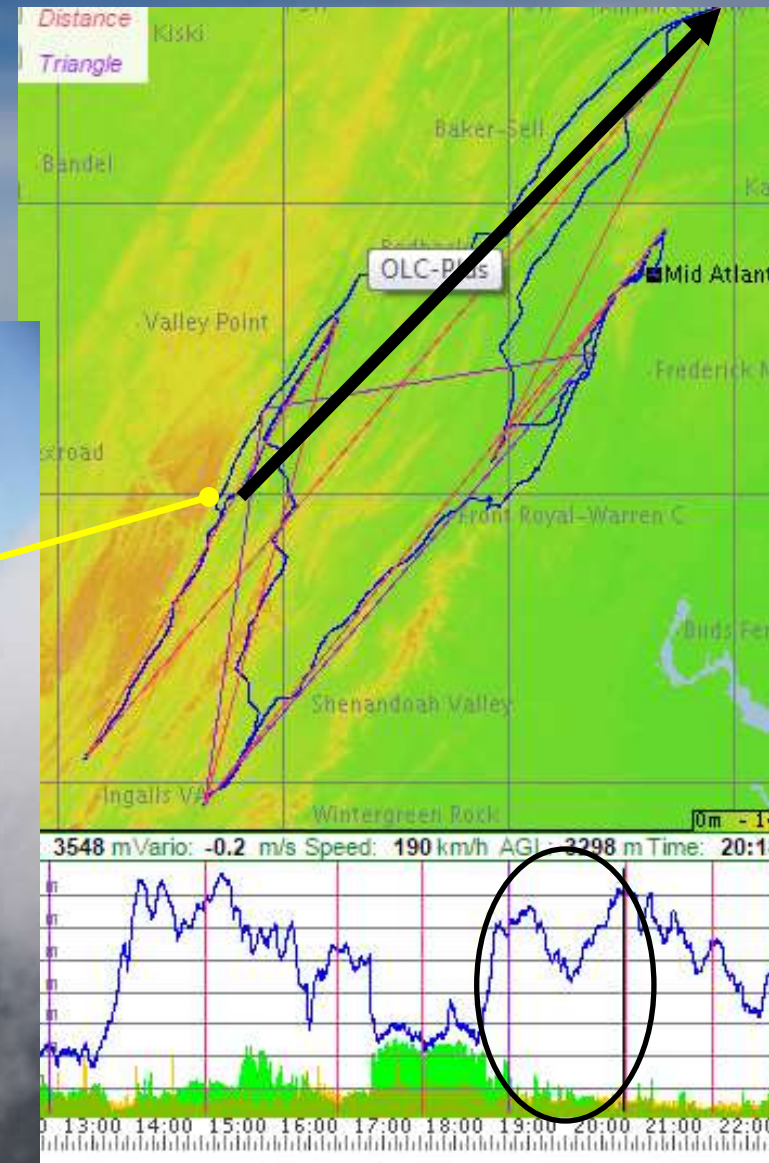 Distance
Kiski
Triangle
Baker-Sell
Bandel
OLC-Plus
Mid Atlant
Valley Point
Frederick M
xroad
Front Royal-Warren C
Buds Fer
Shenandoah Valley
Ingalls VA
Wintergreen Rock
3548 m Vario: -0.2 m/s Speed: 190 km/h AGL: 3298 m Time: 20:1
13:00 14:00 15:00 16:00 17:00 18:00 19:00 20:00 21:00 22:00